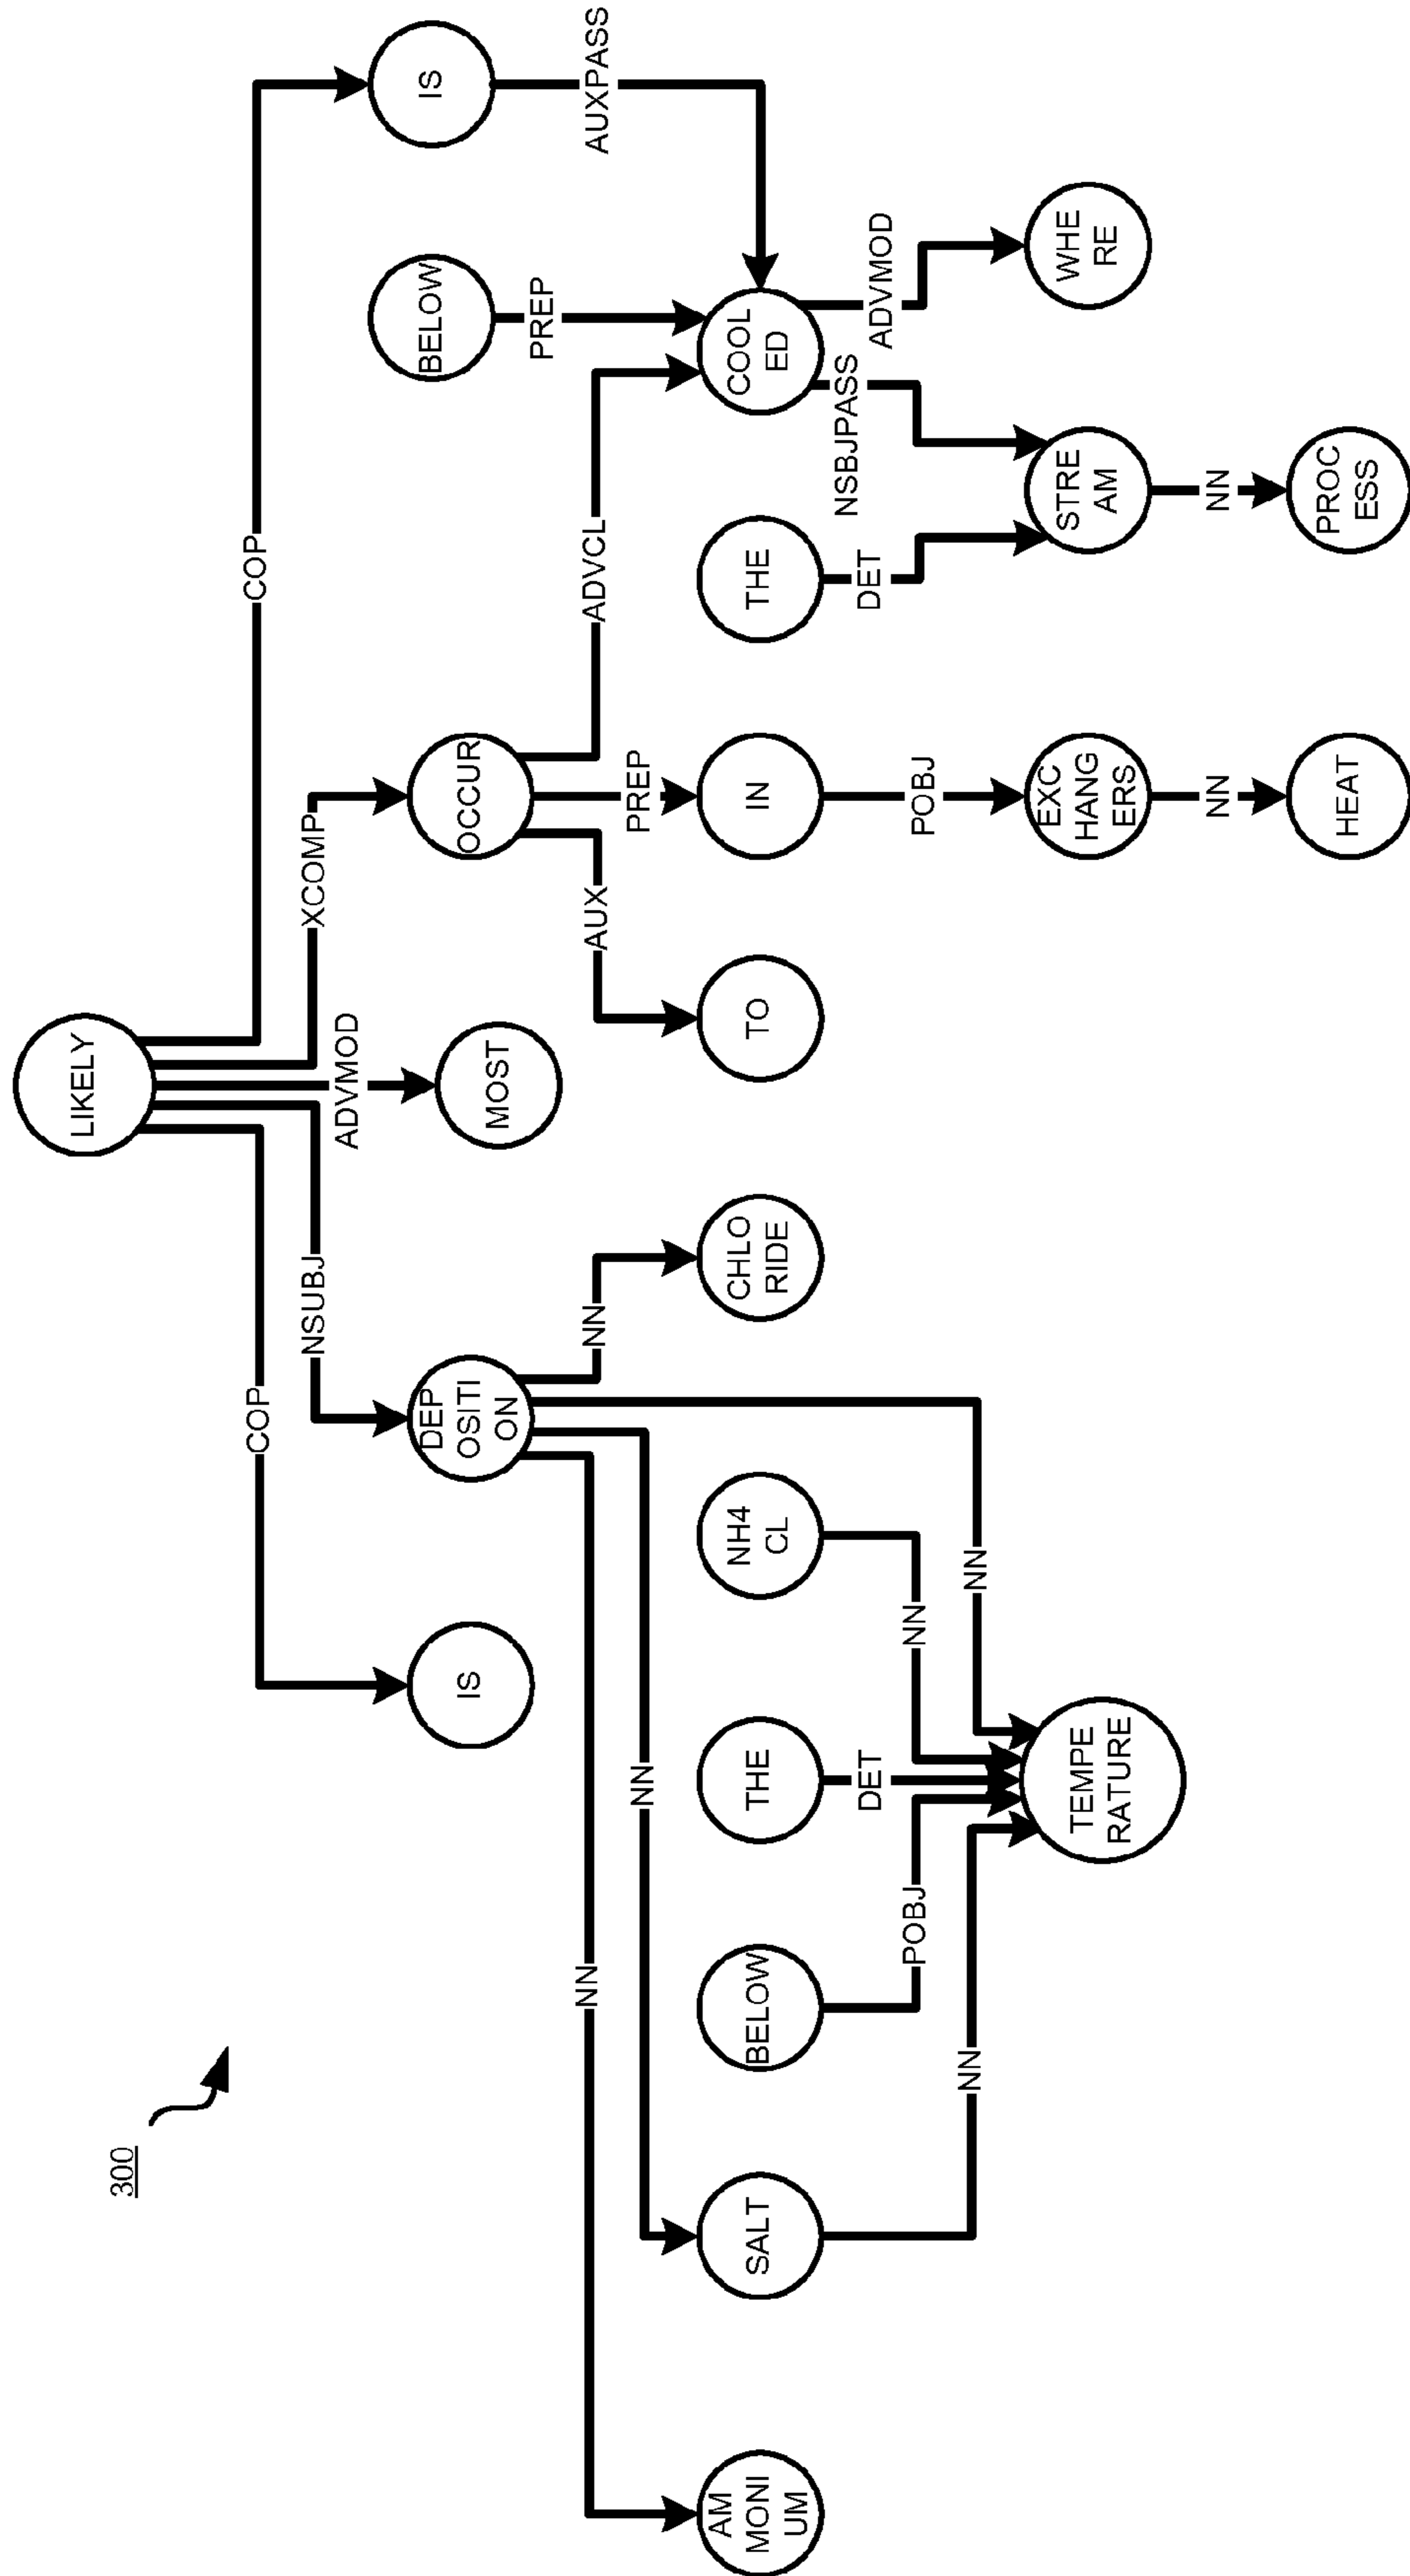 300
LIKELY
COP
COP
NSUBJ
ADVMOD
XCOMP
IS
DEP
OSITI
ON
MOST
OCCUR
BELOW
IS
NN
NN
NN
AUX
PREP
ADVCL
PREP
AUXPASS
AM
MONI
UM
SALT
BELOW
THE
NH4
CL
CHLO
RIDE
TO
IN
THE
COOL
ED
NN
POBJ
DET
NN
NN
POBJ
DET
NSBJPASS
ADVMOD
TEMPE
RATURE
EXC
HANG
ERS
STRE
AM
WHE
RE
NN
NN
HEAT
PROC
ESS